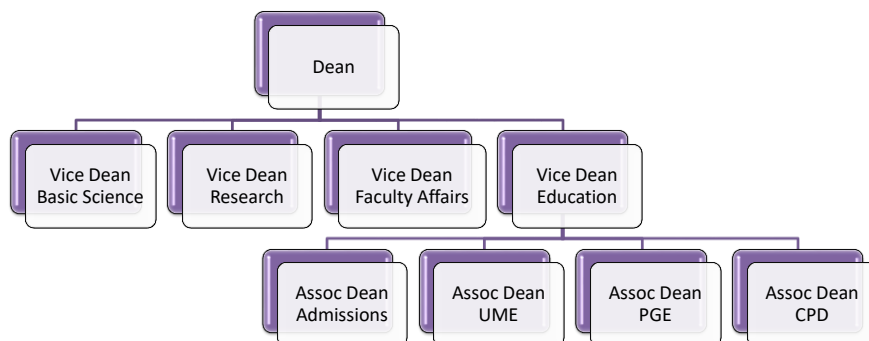 Dean
Vice Dean
Basic Science
Vice Dean
Research
Vice Dean
Faculty Affairs
Vice Dean
Education
Assoc Dean
Admissions
Assoc Dean
UME
Assoc Dean
PGE
Assoc Dean
CPD